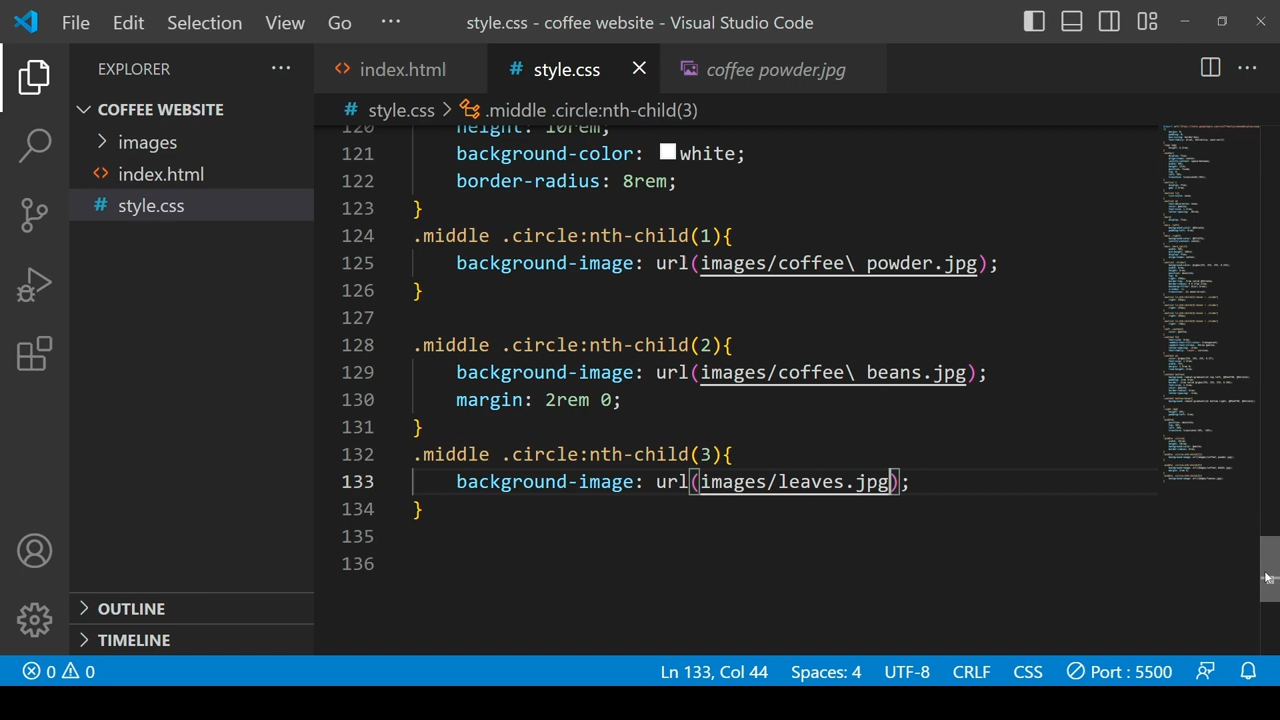 File Edit Selection View Go ··· style.css - coffee website - Visual Studio Code
EXPLORER ···
index.html # style.css coffee powder.jpg ···
COFFEE WEBSITE
# style.css > .middle .circle:nth-child(3)
images
index.html
# style.css
120 height: 10rem;
121 background-color: white;
122 border-radius: 8rem;
123 }
124 .middle .circle:nth-child(1){
125 background-image: url(images/coffee\ powder.jpg);
126 }
127
128 .middle .circle:nth-child(2){
129 background-image: url(images/coffee\ beans.jpg);
130 margin: 2rem 0;
131 }
132 .middle .circle:nth-child(3){
133 background-image: url(images/leaves.jpg);
134 }
135
136
OUTLINE
TIMELINE
0 0 Ln 133, Col 44 Spaces: 4 UTF-8 CRLF CSS Port : 5500